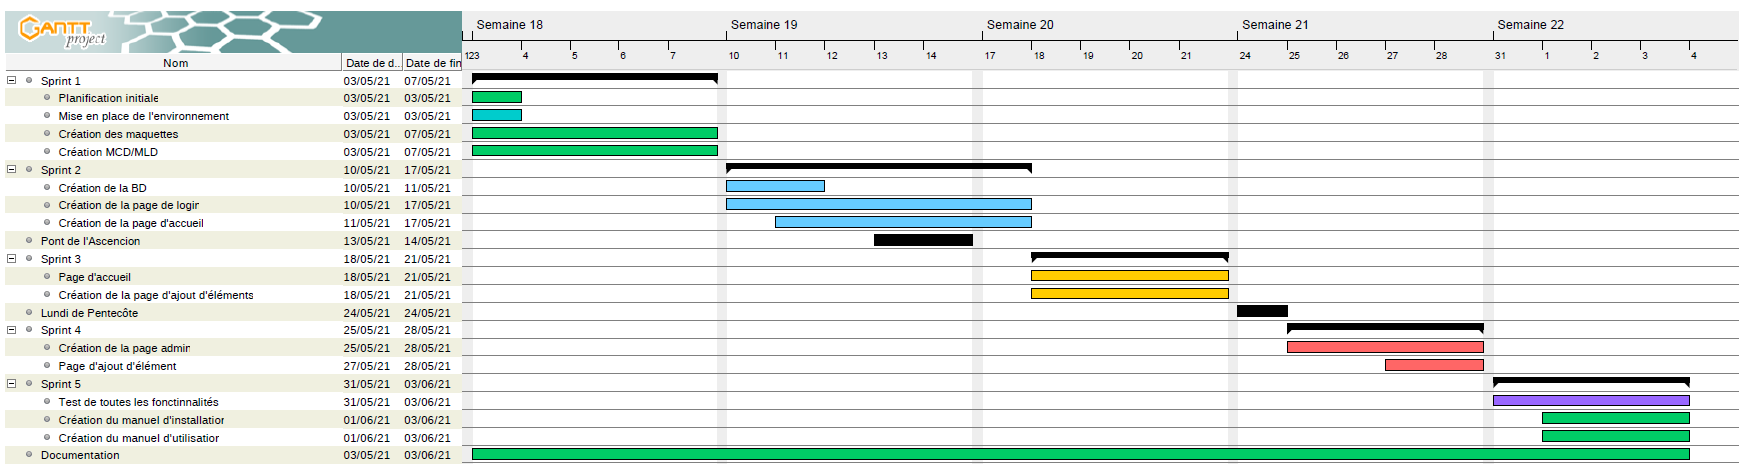 GANTT project
Semaine 18 Semaine 19 Semaine 20 Semaine 21 Semaine 22
123 4 5 6 7 10 11 12 13 14 17 18 19 20 21 24 25 26 27 28 31 1 2 3 4
Nom Date de d... Date de fin
Sprint 1 03/05/21 07/05/21
Planification initiale 03/05/21 03/05/21
Mise en place de l'environnement 03/05/21 03/05/21
Création des maquettes 03/05/21 07/05/21
Création MCD/MLD 03/05/21 07/05/21
Sprint 2 10/05/21 17/05/21
Création de la BD 10/05/21 11/05/21
Création de la page de login 10/05/21 17/05/21
Création de la page d'accueil 11/05/21 17/05/21
Pont de l'Ascencion 13/05/21 14/05/21
Sprint 3 18/05/21 21/05/21
Page d'accueil 18/05/21 21/05/21
Création de la page d'ajout d'éléments 18/05/21 21/05/21
Lundi de Pentecôte 24/05/21 24/05/21
Sprint 4 25/05/21 28/05/21
Création de la page admin 25/05/21 28/05/21
Page d'ajout d'élément 27/05/21 28/05/21
Sprint 5 31/05/21 03/06/21
Test de toutes les fonctinnalités 31/05/21 03/06/21
Création du manuel d'installation 01/06/21 03/06/21
Création du manuel d'utilisation 01/06/21 03/06/21
Documentation 03/05/21 03/06/21